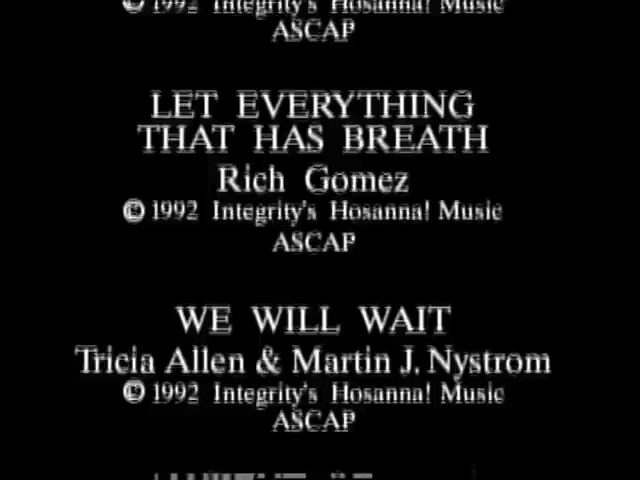 © 1992 Integrity's Hosanna! Music
ASCAP
LET EVERYTHING
THAT HAS BREATH
Rich Gomez
© 1992 Integrity's Hosanna! Music
ASCAP
WE WILL WAIT
Tricia Allen & Martin J. Nystrom
© 1992 Integrity's Hosanna! Music
ASCAP